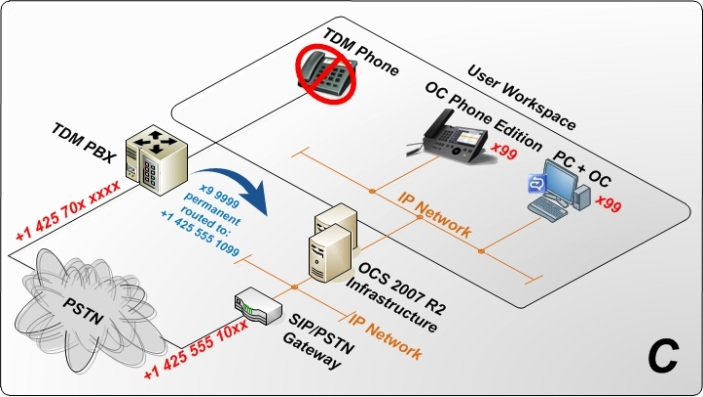 TDM Phone
User Workspace
OC Phone Edition
x99
PC + OC
x99
TDM PBX
+1 425 70x xxxx
x9 9999
permanent
routed to:
+1 425 555 1099
IP Network
OCS 2007 R2
Infrastructure
PSTN
SIP/PSTN
Gateway
IP Network
+1 425 555 10xx
C